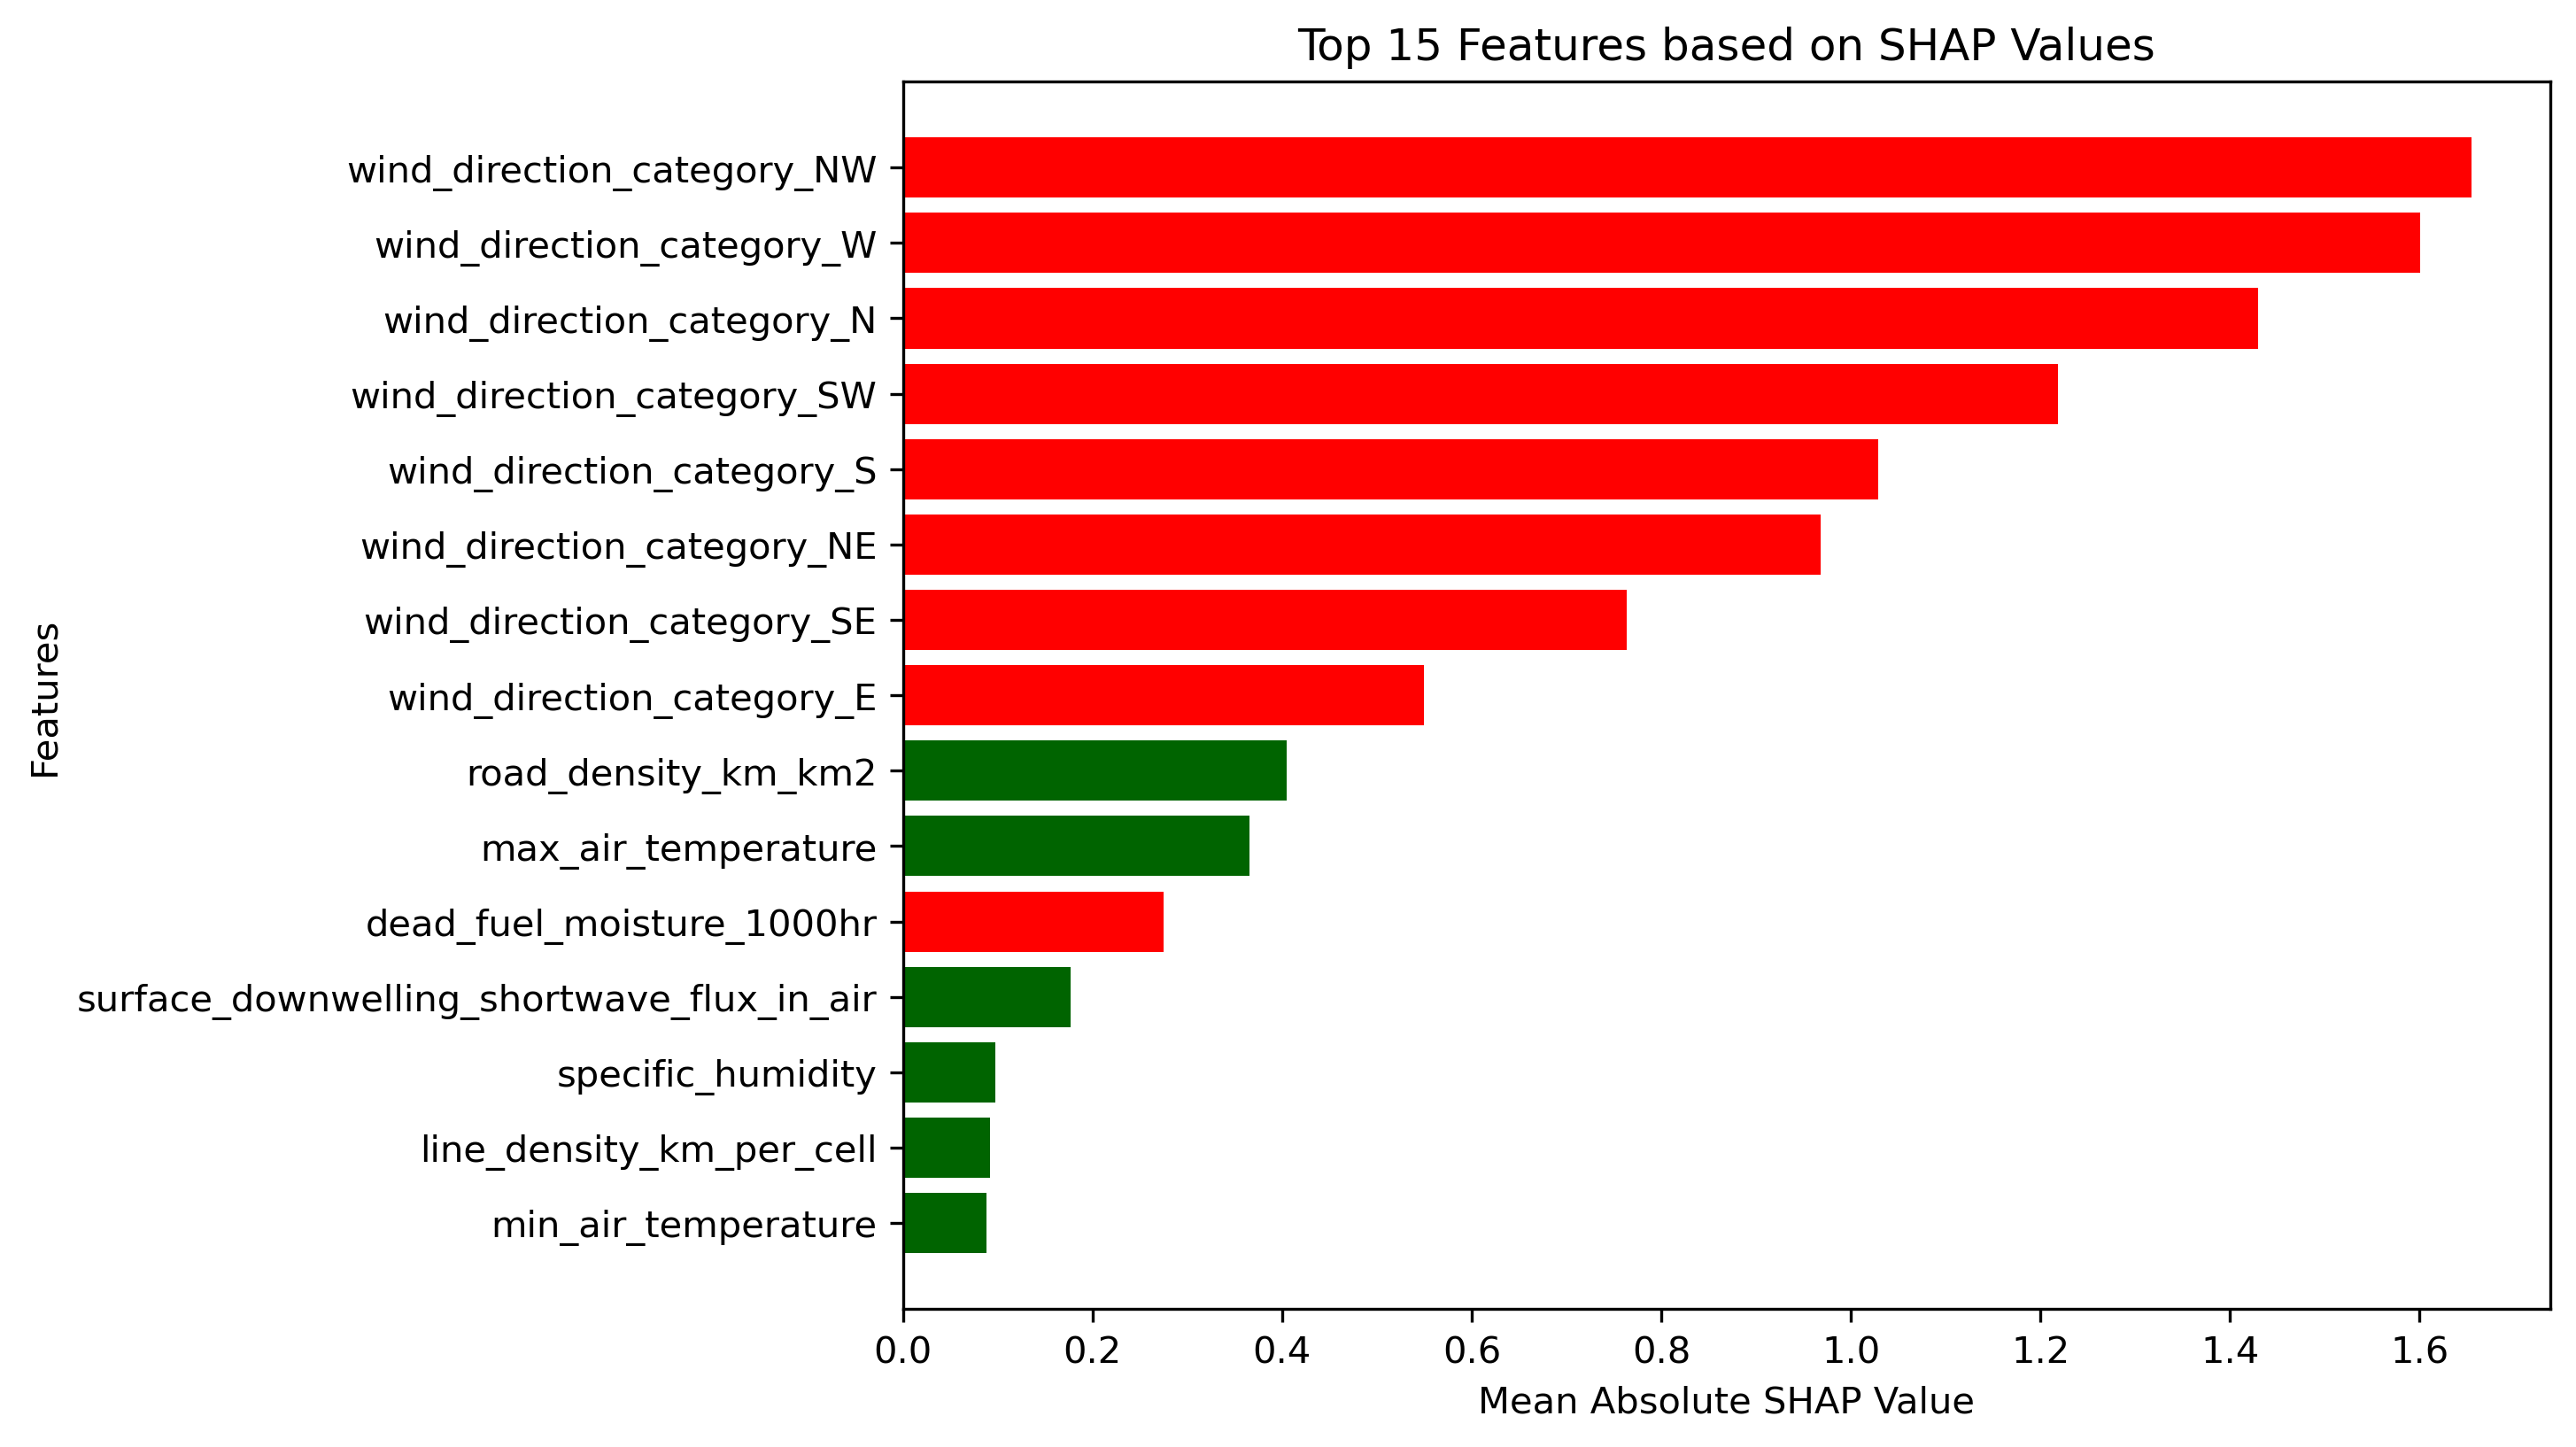 Top 15 Features based on SHAP Values
Features
wind_direction_category_NW
wind_direction_category_W
wind_direction_category_N
wind_direction_category_SW
wind_direction_category_S
wind_direction_category_NE
wind_direction_category_SE
wind_direction_category_E
road_density_km_km2
max_air_temperature
dead_fuel_moisture_1000hr
surface_downwelling_shortwave_flux_in_air
specific_humidity
line_density_km_per_cell
min_air_temperature
0.0 0.2 0.4 0.6 0.8 1.0 1.2 1.4 1.6
Mean Absolute SHAP Value